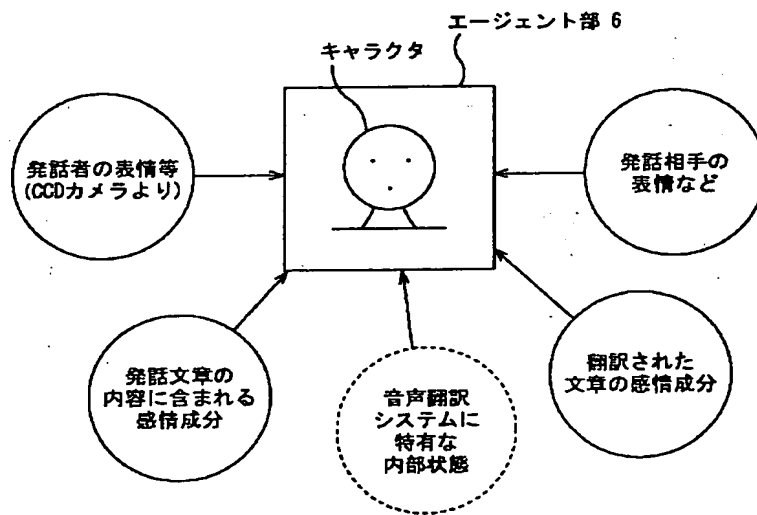 エージェント部 6
キャラクタ
発話者の表情等
(CCDカメラより)
発話相手の
表情など
発話文章の
内容に含まれる
感情成分
音声翻訳
システムに
特有な
内部状態
翻訳された
文章の感情成分